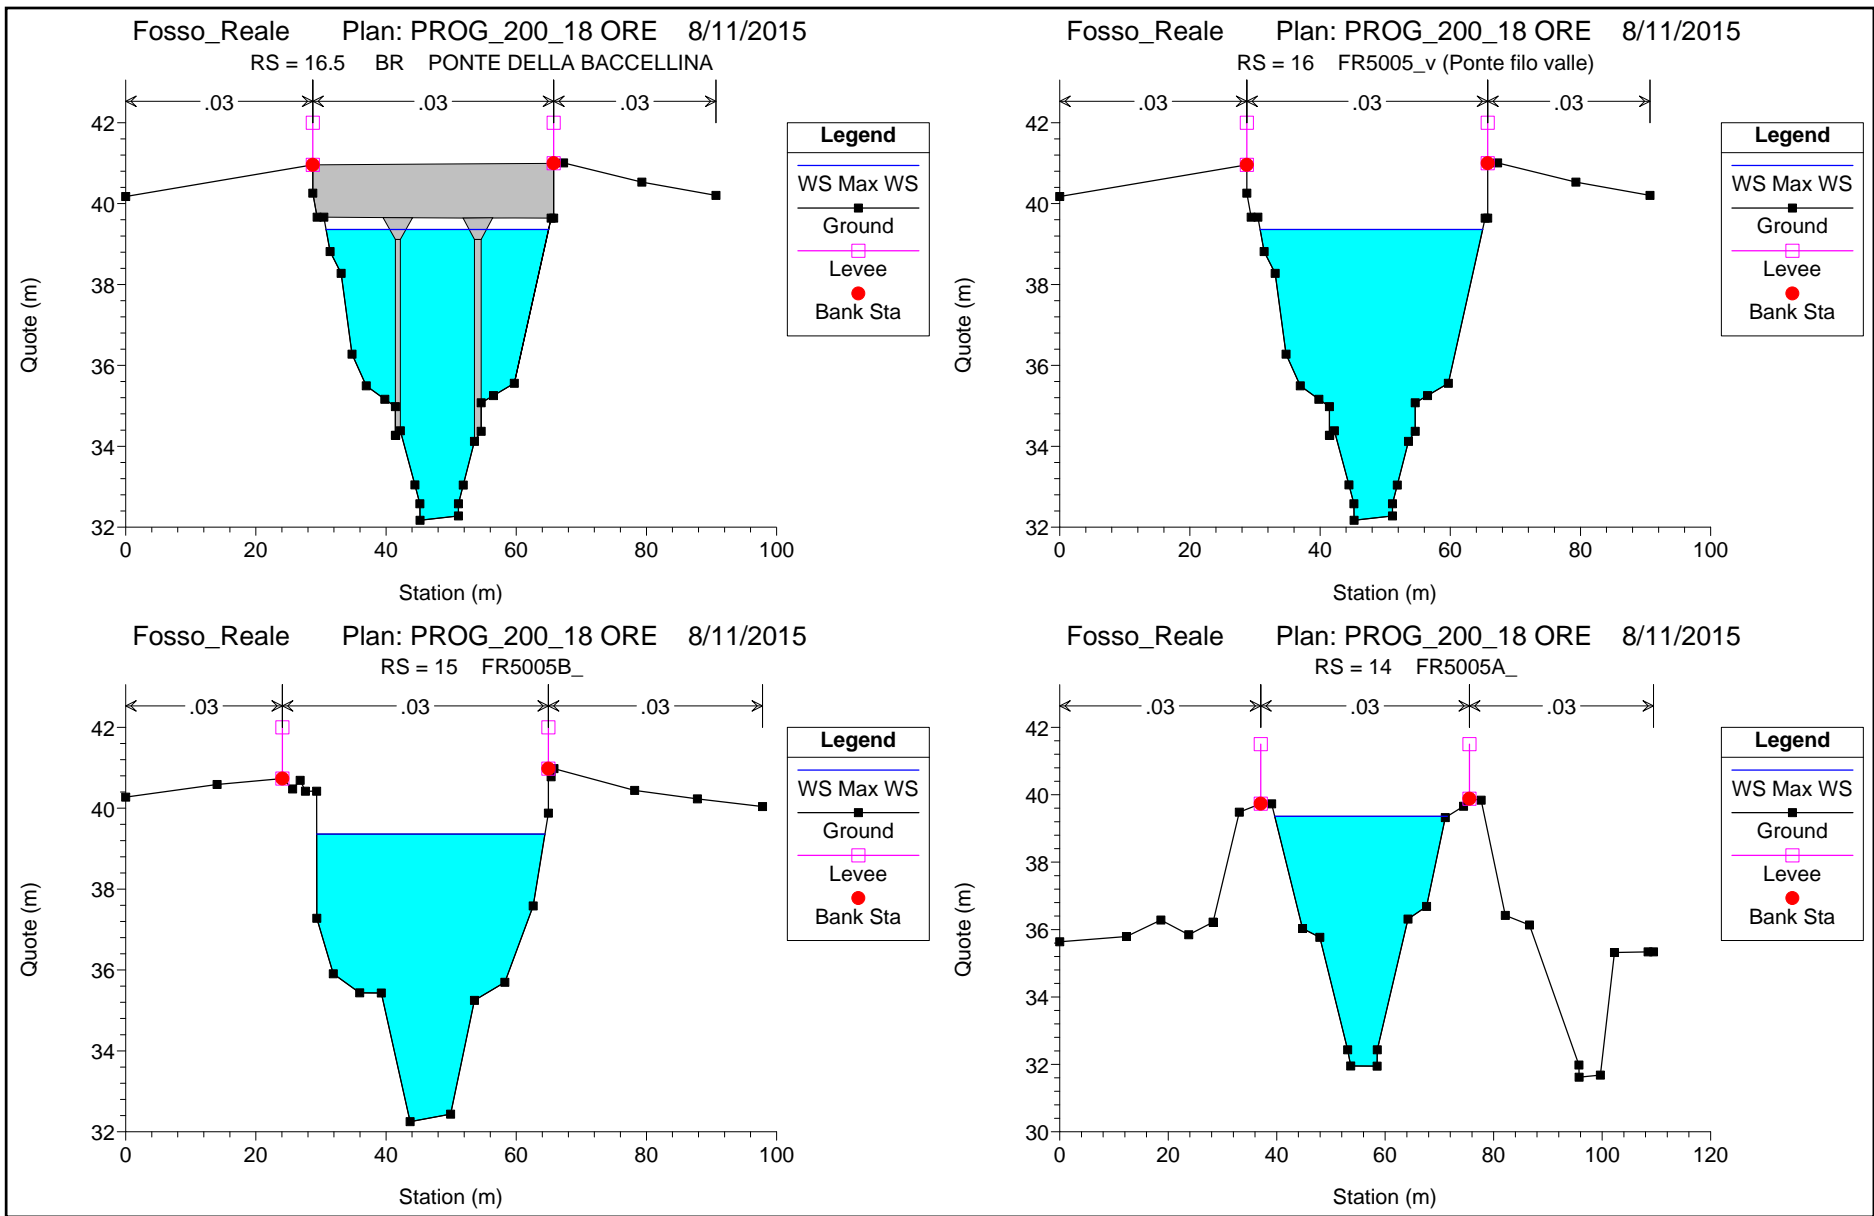 Fosso_Reale Plan: PROG_200_18 ORE 8/11/2015
RS = 16.5 BR PONTE DELLA BACCELLINA
.03 .03 .03
42
40
38
36
34
32
Quote (m)
0 20 40 60 80 100
Station (m)
Legend
WS Max WS
Ground
Levee
Bank Sta
Fosso_Reale Plan: PROG_200_18 ORE 8/11/2015
RS = 16 FR5005_v (Ponte filo valle)
.03 .03 .03
42
40
38
36
34
32
Quote (m)
0 20 40 60 80 100
Station (m)
Legend
WS Max WS
Ground
Levee
Bank Sta
Fosso_Reale Plan: PROG_200_18 ORE 8/11/2015
RS = 15 FR5005B_
.03 .03 .03
42
40
38
36
34
32
Quote (m)
0 20 40 60 80 100
Station (m)
Legend
WS Max WS
Ground
Levee
Bank Sta
Fosso_Reale Plan: PROG_200_18 ORE 8/11/2015
RS = 14 FR5005A_
.03 .03 .03
42
40
38
36
34
32
30
Quote (m)
0 20 40 60 80 100 120
Station (m)
Legend
WS Max WS
Ground
Levee
Bank Sta